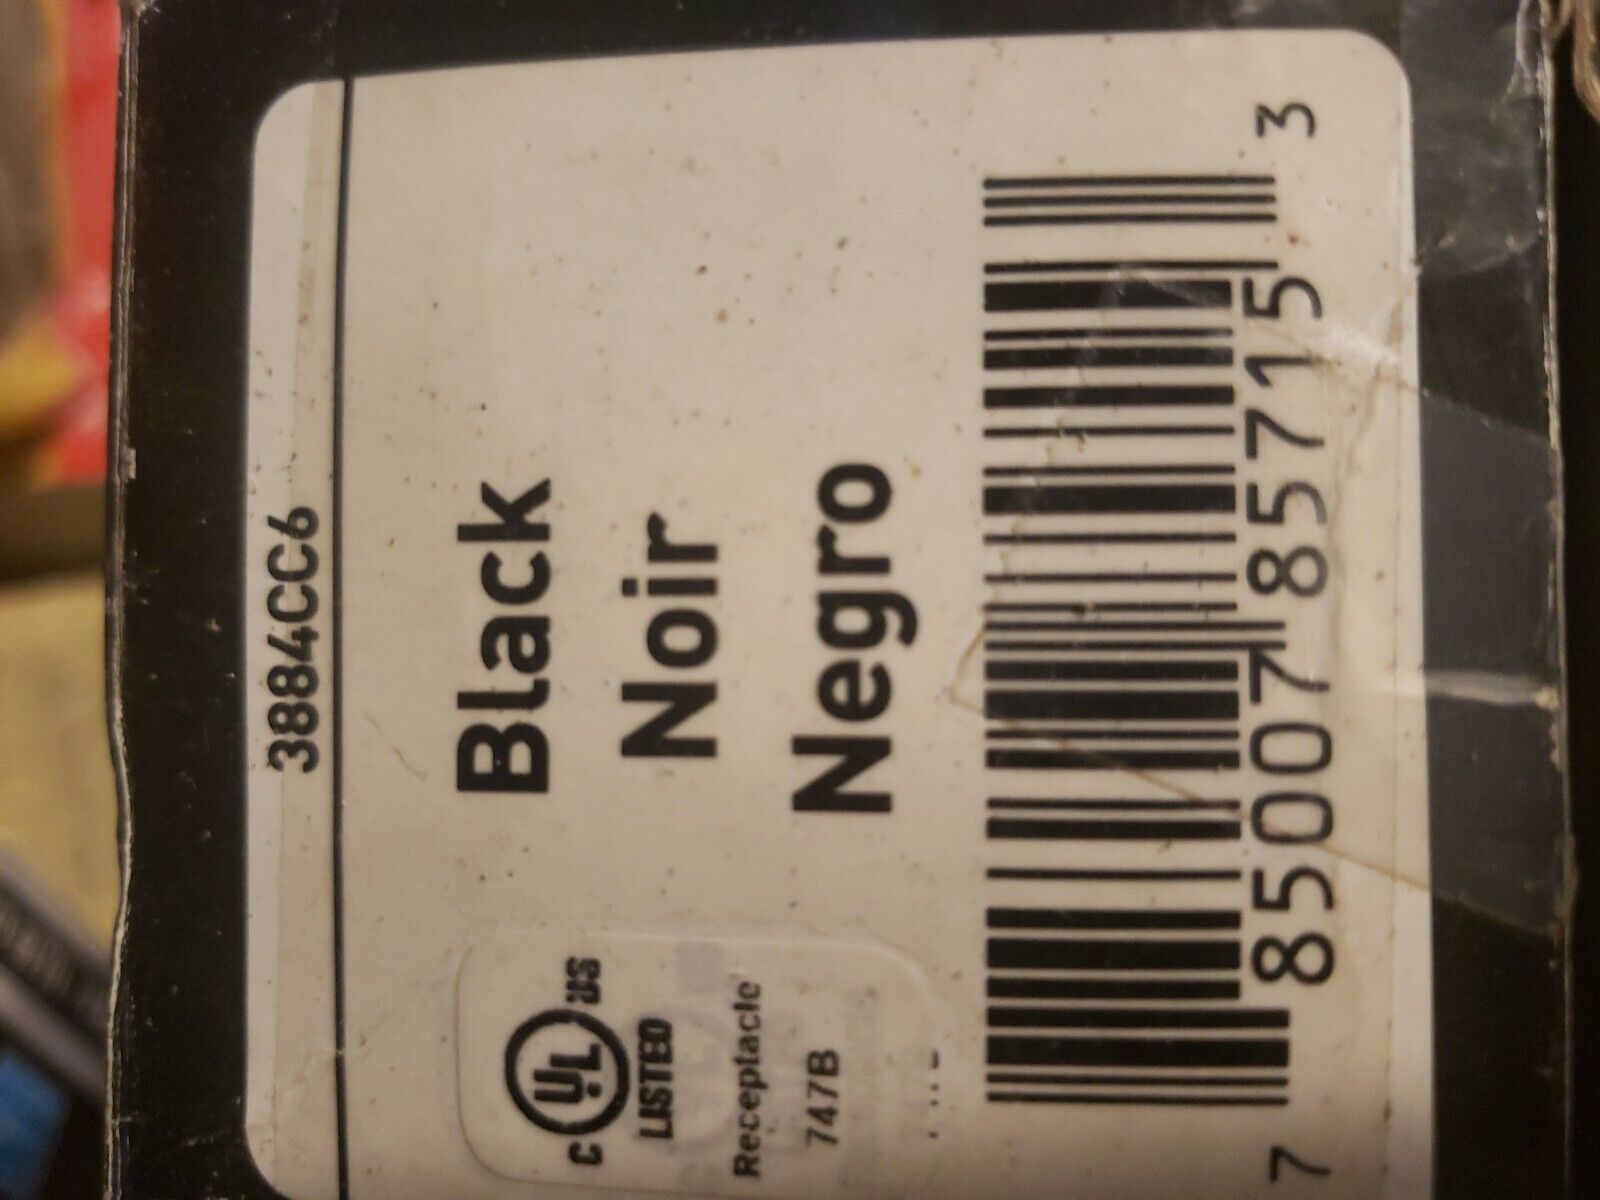 3884CC6
Black
Noir
Negro
C UL US
LISTED
Receptacle
747B
7 85007 85715 3